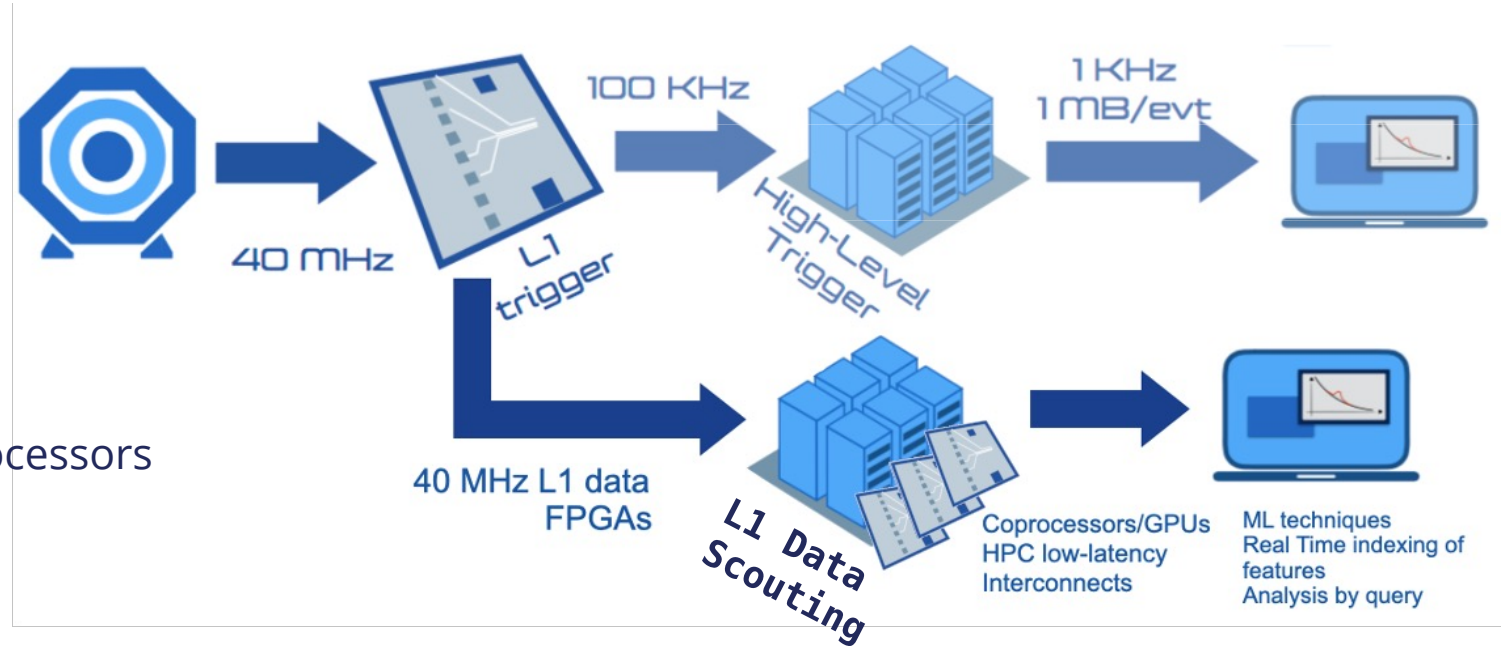 100 KHz
1 KHz
1 MB/evt
40 MHz
L1
trigger
High-Level
Trigger
ocessors
40 MHz L1 data
FPGAs
L1 Data
Scouting
Coprocessors/GPUs
HPC low-latency
Interconnects
ML techniques
Real Time indexing of
features
Analysis by query